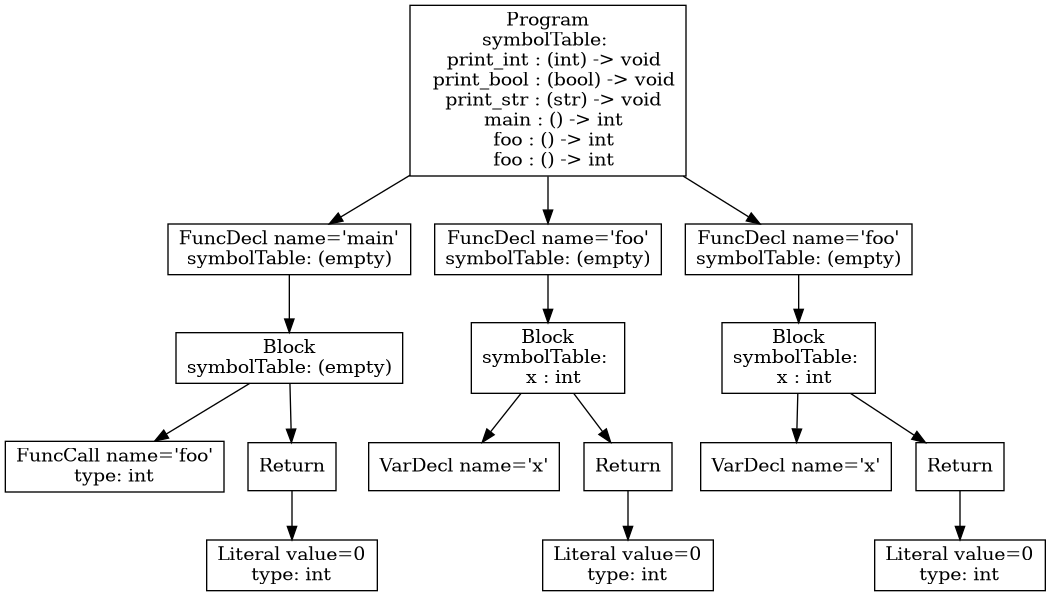 Program
symbolTable:
print_int : (int) -> void
print_bool : (bool) -> void
print_str : (str) -> void
main : () -> int
foo : () -> int
foo : () -> int
FuncDecl name='main'
symbolTable: (empty)
FuncDecl name='foo'
symbolTable: (empty)
FuncDecl name='foo'
symbolTable: (empty)
Block
symbolTable: (empty)
Block
symbolTable:
x : int
Block
symbolTable:
x : int
FuncCall name='foo'
type: int
Return
VarDecl name='x'
Return
VarDecl name='x'
Return
Literal value=0
type: int
Literal value=0
type: int
Literal value=0
type: int